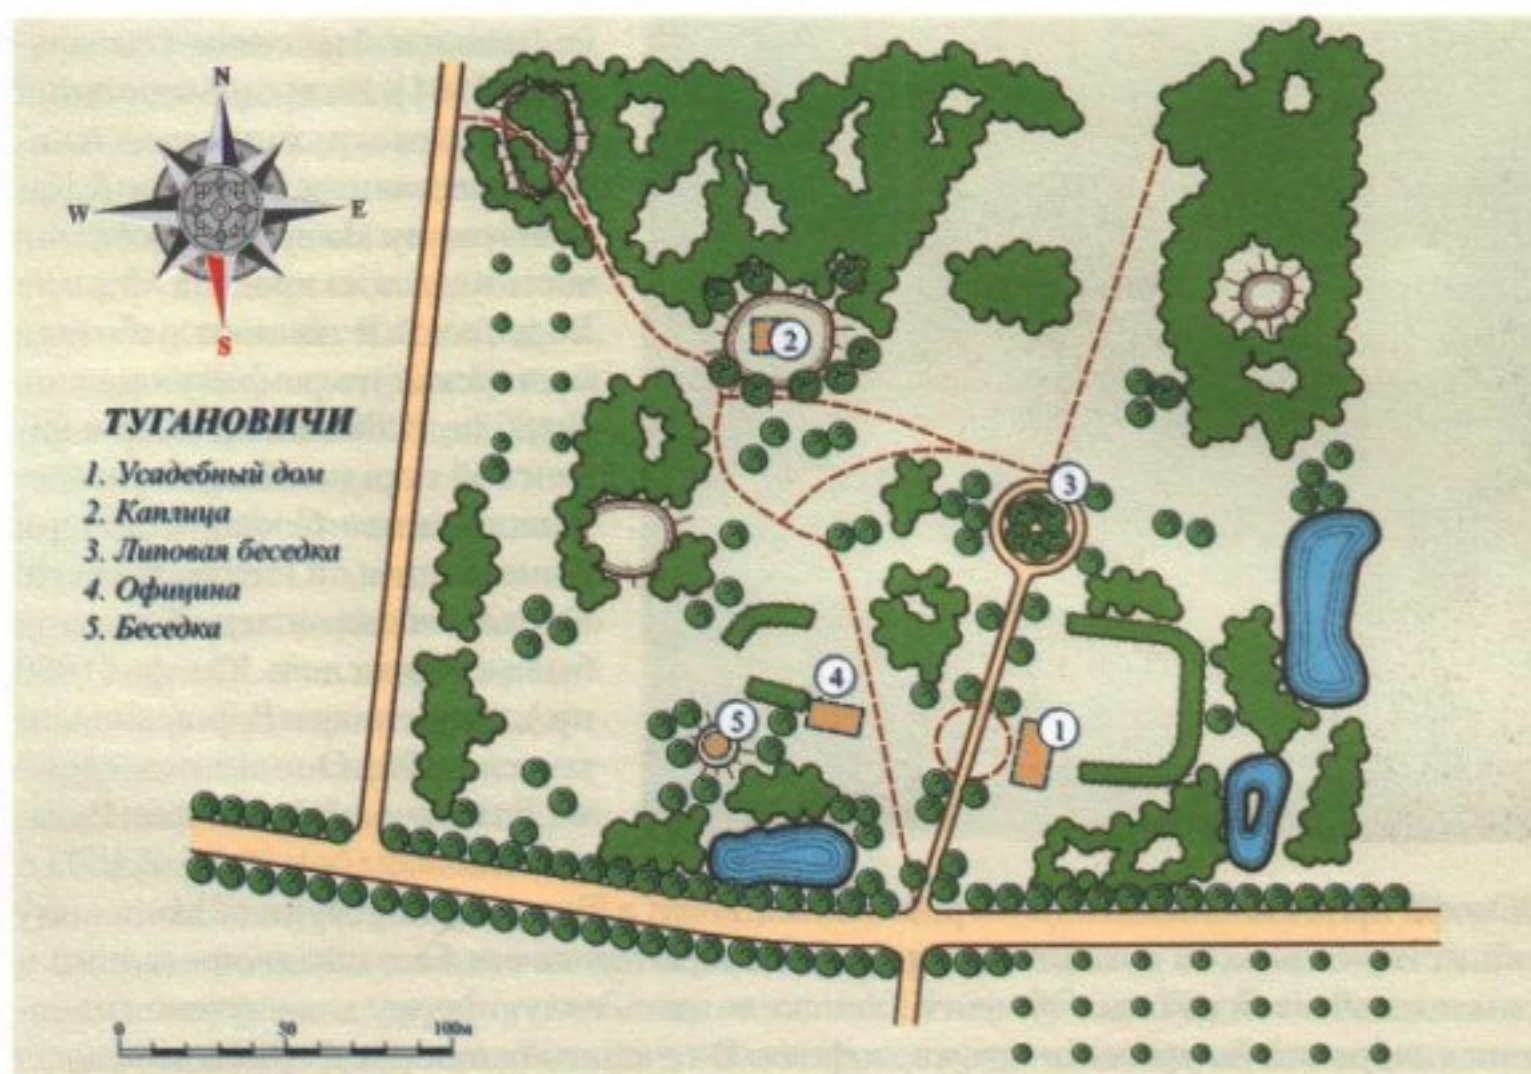 N
W
E
S
ТУГАНОВИЧИ
1. Усадебный дом
2. Каплица
3. Липовая беседка
4. Официна
5. Беседка
2
3
4
5
1
0 50 100м